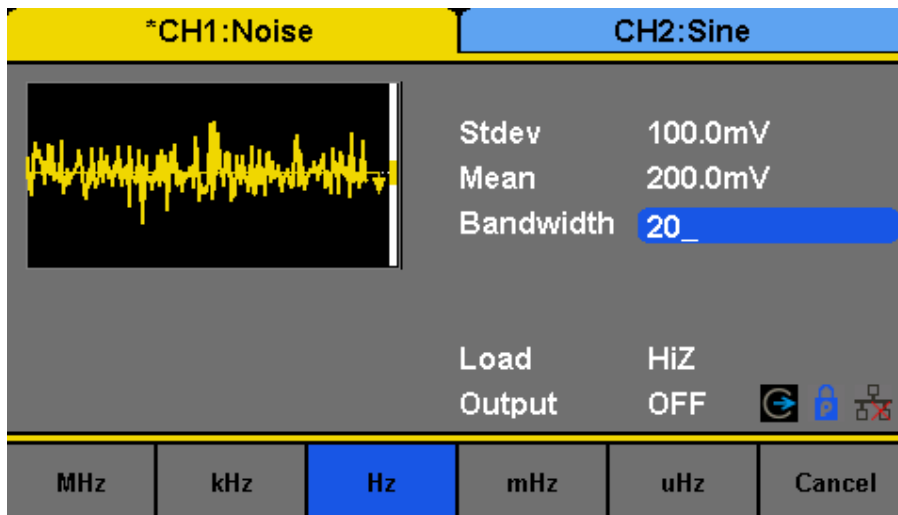 *CH1:Noise CH2:Sine
Stdev 100.0mV
Mean 200.0mV
Bandwidth 20_
Load HiZ
Output OFF P
MHz kHz Hz mHz uHz Cancel